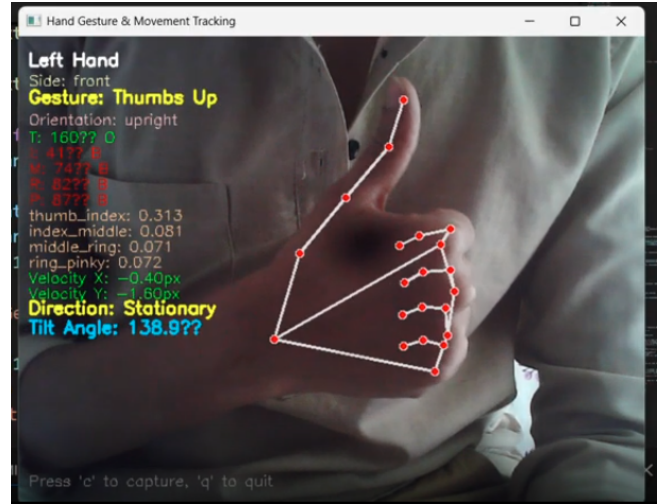 Hand Gesture & Movement Tracking
Left Hand
Side: front
Gesture: Thumbs Up
Orientation: upright
T: 160?? O
I: 41?? B
M: 74?? B
R: 82?? B
P: 87?? B
thumb_index: 0.313
index_middle: 0.081
middle_ring: 0.071
ring_pinky: 0.072
Velocity X: -0.40px
Velocity Y: -1.60px
Direction: Stationary
Tilt Angle: 138.9??
Press 'c' to capture, 'q' to quit